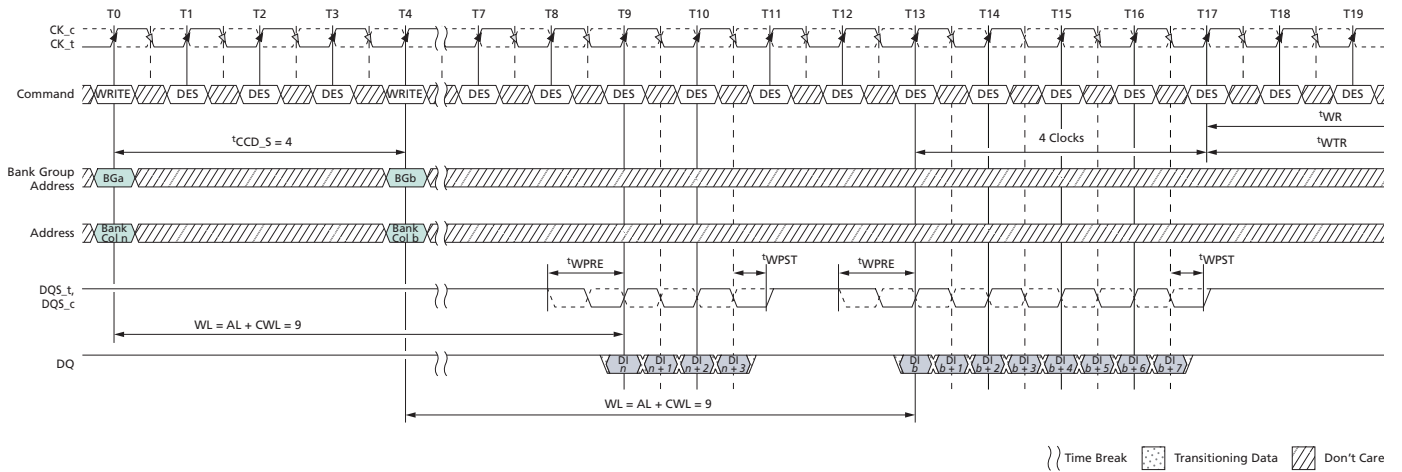 T0 T1 T2 T3 T4 T7 T8 T9 T10 T11 T12 T13 T14 T15 T16 T17 T18 T19
CK_c
CK_t
Command WRITE DES DES DES WRITE DES DES DES DES DES DES DES DES DES DES DES DES DES
tWR
tCCD_S = 4 4 Clocks tWTR
Bank Group
Address BGa BGb
Address Bank Col n Bank Col b
tWPRE tWPST tWPRE tWPST
DQS_t,
DQS_c
WL = AL + CWL = 9
DQ DI n DI n + 1 DI n + 2 DI n + 3 DI b DI b + 1 DI b + 2 DI b + 3 DI b + 4 DI b + 5 DI b + 6 DI b + 7
WL = AL + CWL = 9
Time Break Transitioning Data Don't Care